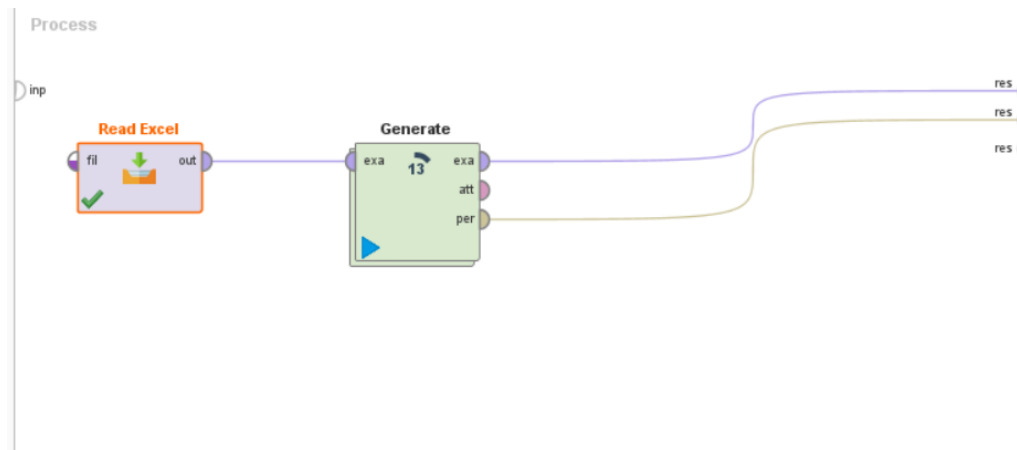 Process
inp
res
res
res
Read Excel
fil
out
Generate
exa
13
exa
att
per